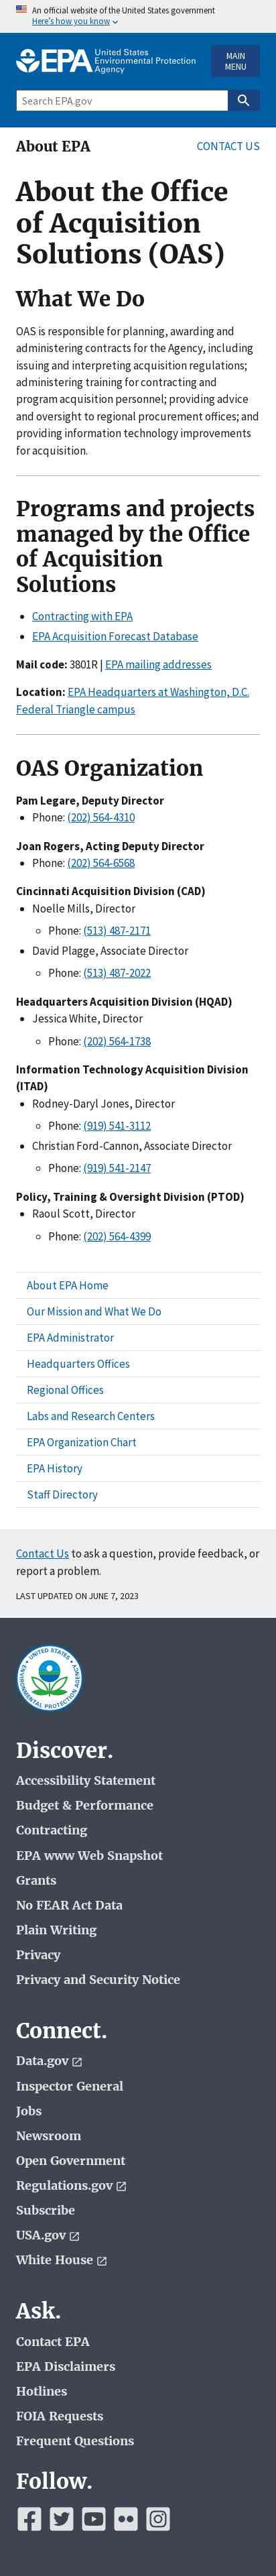 An official website of the United States government
Here's how you know
EPA United States Environmental Protection Agency
MAIN
MENU
Search EPA.gov
About EPA
CONTACT US
About the Office
of Acquisition
Solutions (OAS)
What We Do
OAS is responsible for planning, awarding and
administering contracts for the Agency, including
issuing and interpreting acquisition regulations;
administering training for contracting and
program acquisition personnel; providing advice
and oversight to regional procurement offices; and
providing information technology improvements
for acquisition.
Programs and projects
managed by the Office
of Acquisition
Solutions
Contracting with EPA
EPA Acquisition Forecast Database
Mail code: 3801R | EPA mailing addresses
Location: EPA Headquarters at Washington, D.C.
Federal Triangle campus
OAS Organization
Pam Legare, Deputy Director
Phone: (202) 564-4310
Joan Rogers, Acting Deputy Director
Phone: (202) 564-6568
Cincinnati Acquisition Division (CAD)
Noelle Mills, Director
Phone: (513) 487-2171
David Plagge, Associate Director
Phone: (513) 487-2022
Headquarters Acquisition Division (HQAD)
Jessica White, Director
Phone: (202) 564-1738
Information Technology Acquisition Division
(ITAD)
Rodney-Daryl Jones, Director
Phone: (919) 541-3112
Christian Ford-Cannon, Associate Director
Phone: (919) 541-2147
Policy, Training & Oversight Division (PTOD)
Raoul Scott, Director
Phone: (202) 564-4399
About EPA Home
Our Mission and What We Do
EPA Administrator
Headquarters Offices
Regional Offices
Labs and Research Centers
EPA Organization Chart
EPA History
Staff Directory
Contact Us to ask a question, provide feedback, or
report a problem.
LAST UPDATED ON JUNE 7, 2023
UNITED STATES ENVIRONMENTAL PROTECTION AGENCY
Discover.
Accessibility Statement
Budget & Performance
Contracting
EPA www Web Snapshot
Grants
No FEAR Act Data
Plain Writing
Privacy
Privacy and Security Notice
Connect.
Data.gov
Inspector General
Jobs
Newsroom
Open Government
Regulations.gov
Subscribe
USA.gov
White House
Ask.
Contact EPA
EPA Disclaimers
Hotlines
FOIA Requests
Frequent Questions
Follow.